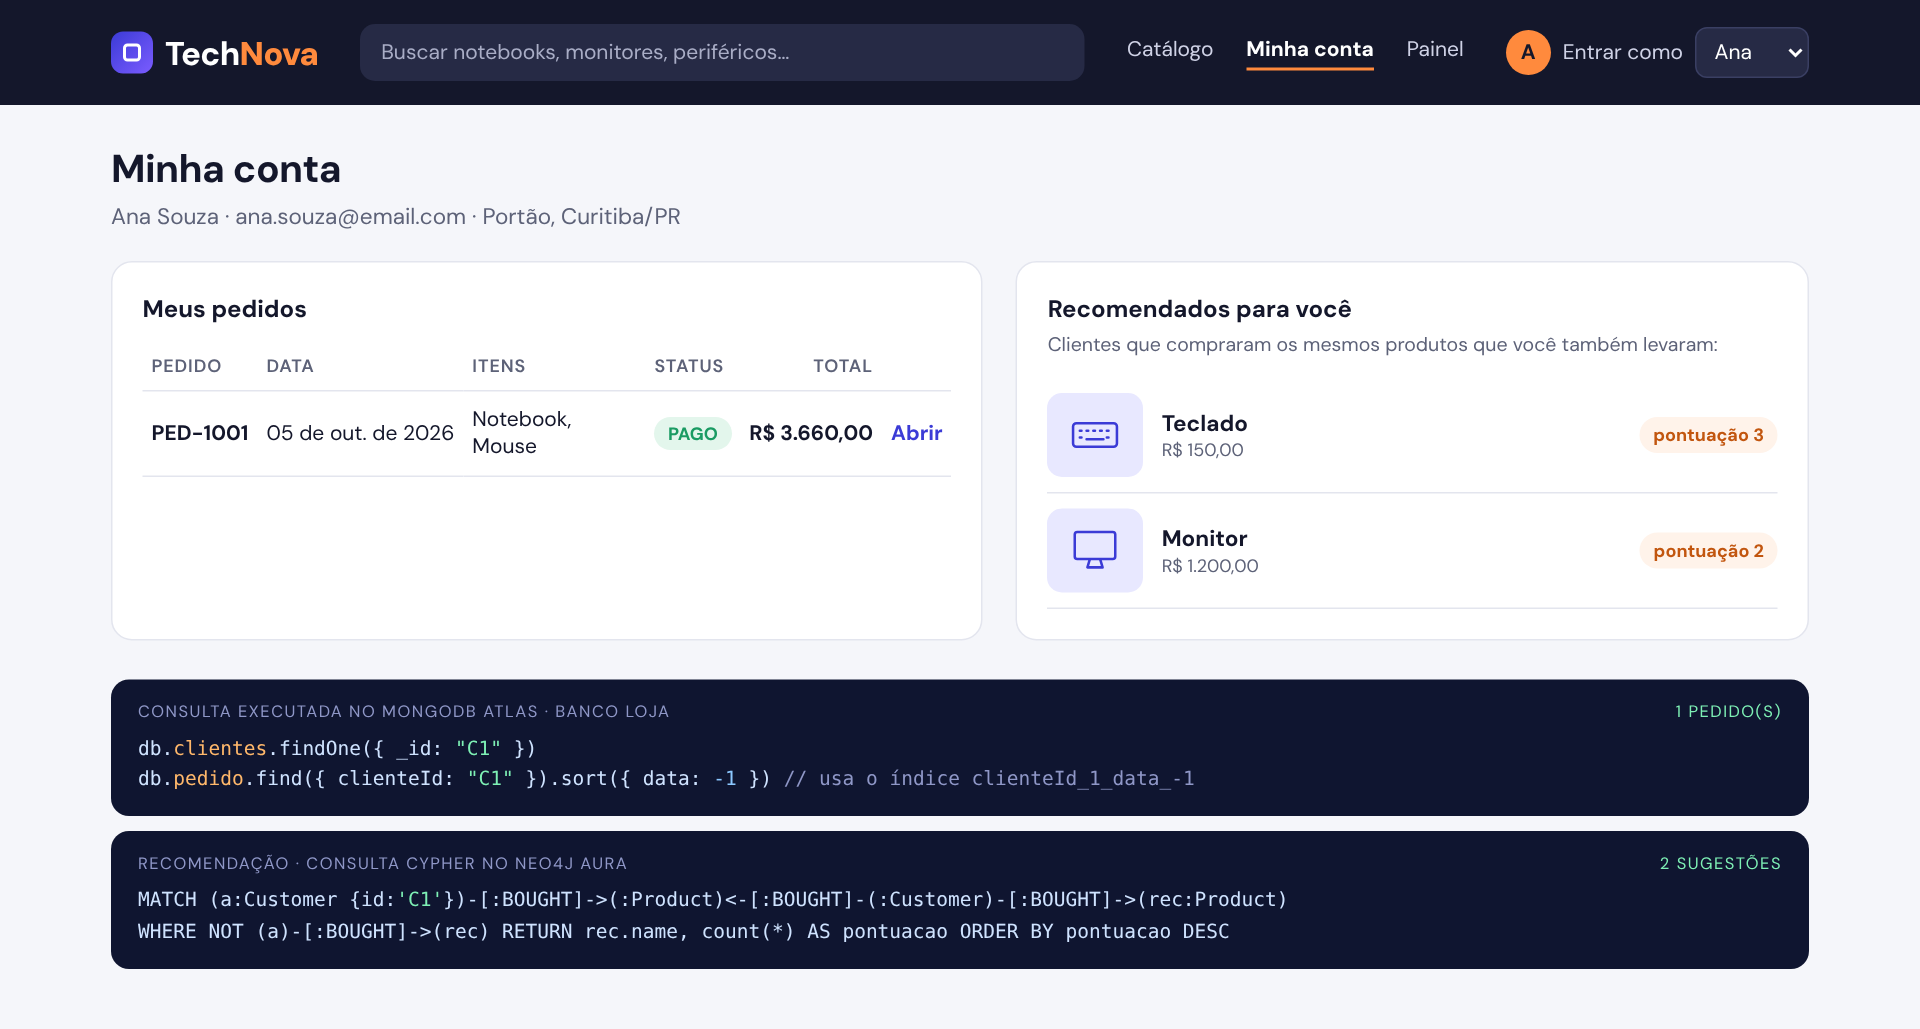 TechNova
Buscar notebooks, monitores, periféricos...
Catálogo
Minha conta
Painel
A
Entrar como
Ana
Minha conta
Ana Souza · ana.souza@email.com · Portão, Curitiba/PR
Meus pedidos
PEDIDO DATA ITENS STATUS TOTAL
PED-1001 05 de out. de 2026 Notebook, Mouse PAGO R$ 3.660,00 Abrir
Recomendados para você
Clientes que compraram os mesmos produtos que você também levaram:
Teclado
R$ 150,00
pontuação 3
Monitor
R$ 1.200,00
pontuação 2
CONSULTA EXECUTADA NO MONGODB ATLAS · BANCO LOJA
1 PEDIDO(S)
db.clientes.findOne({ _id: "C1" })
db.pedido.find({ clienteId: "C1" }).sort({ data: -1 }) // usa o índice clienteId_1_data_-1
RECOMENDAÇÃO · CONSULTA CYPHER NO NEO4J AURA
2 SUGESTÕES
MATCH (a:Customer {id:'C1'})-[:BOUGHT]->(:Product)<-[:BOUGHT]-(:Customer)-[:BOUGHT]->(rec:Product)
WHERE NOT (a)-[:BOUGHT]->(rec) RETURN rec.name, count(*) AS pontuacao ORDER BY pontuacao DESC